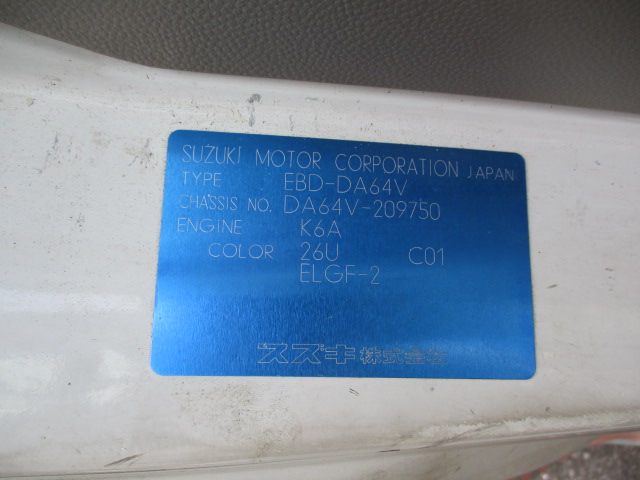 SUZUKI MOTOR CORPORATION JAPAN
TYPE EBD-DA64V
CHASSIS NO. DA64V-209750
ENGINE K6A
COLOR 26U C01
ELGF-2
スズキ株式会社